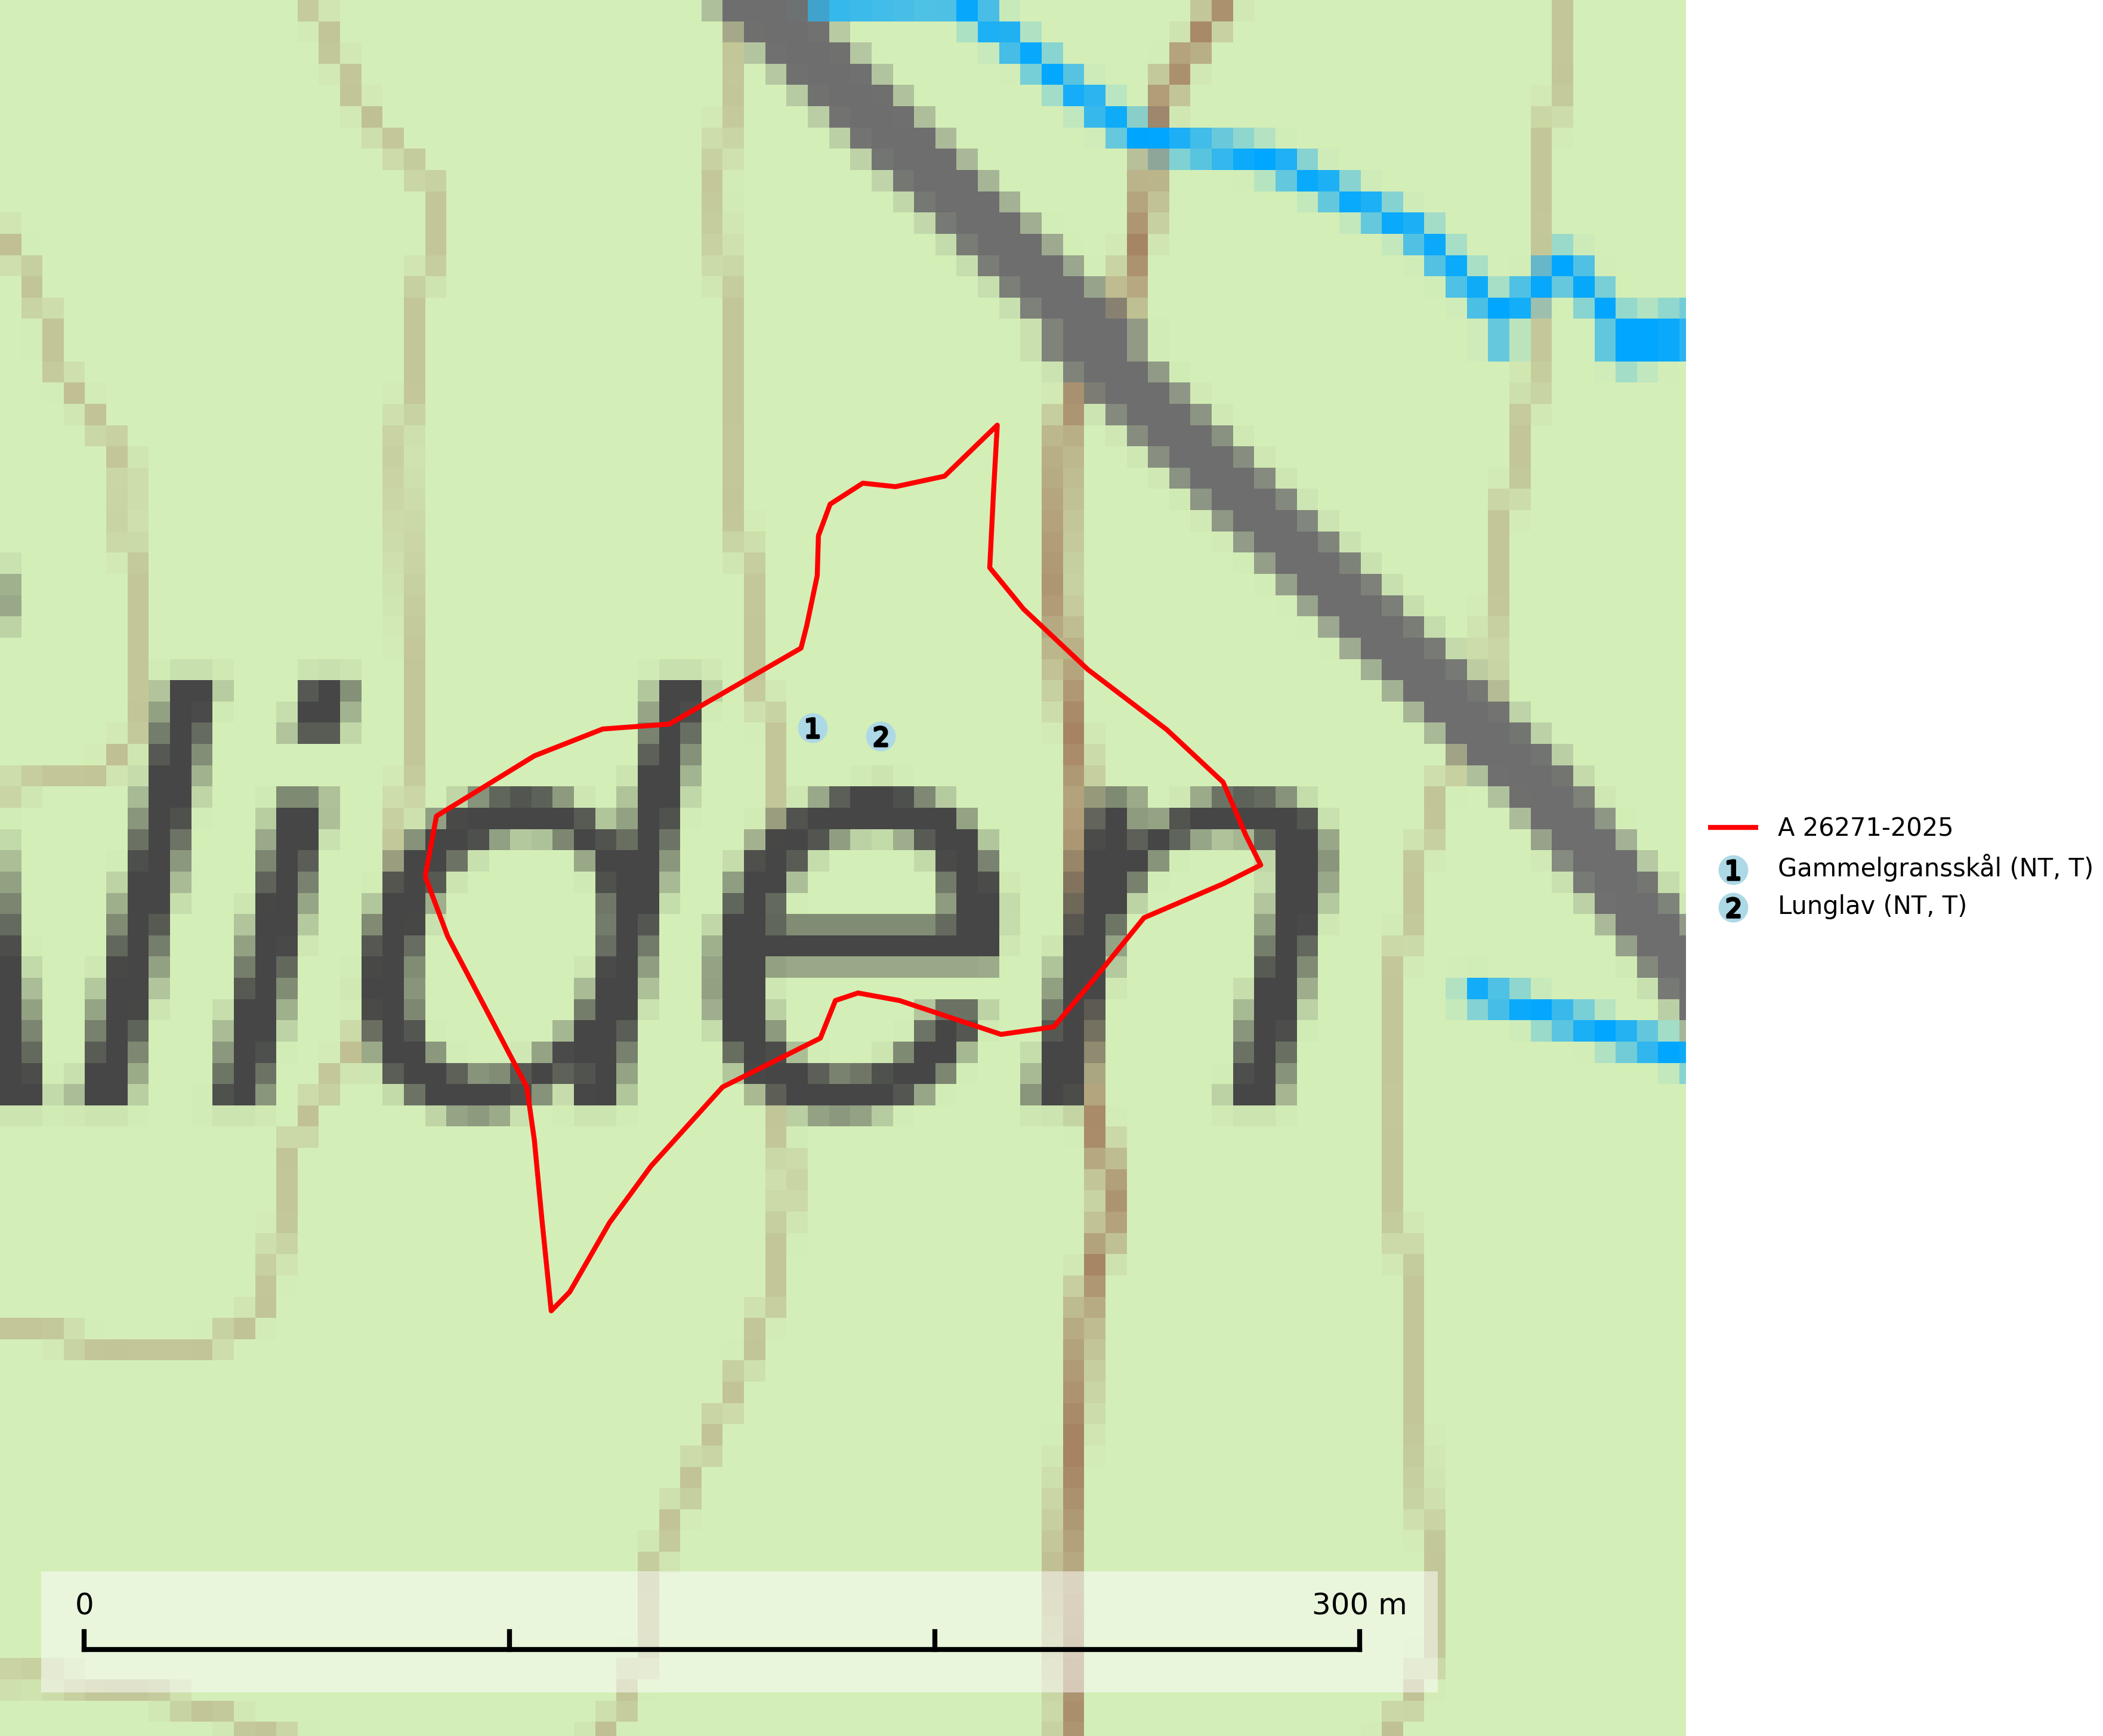 liden
1
2
A 26271-2025
1 Gammelgransskål (NT, T)
2 Lunglav (NT, T)
0 300 m